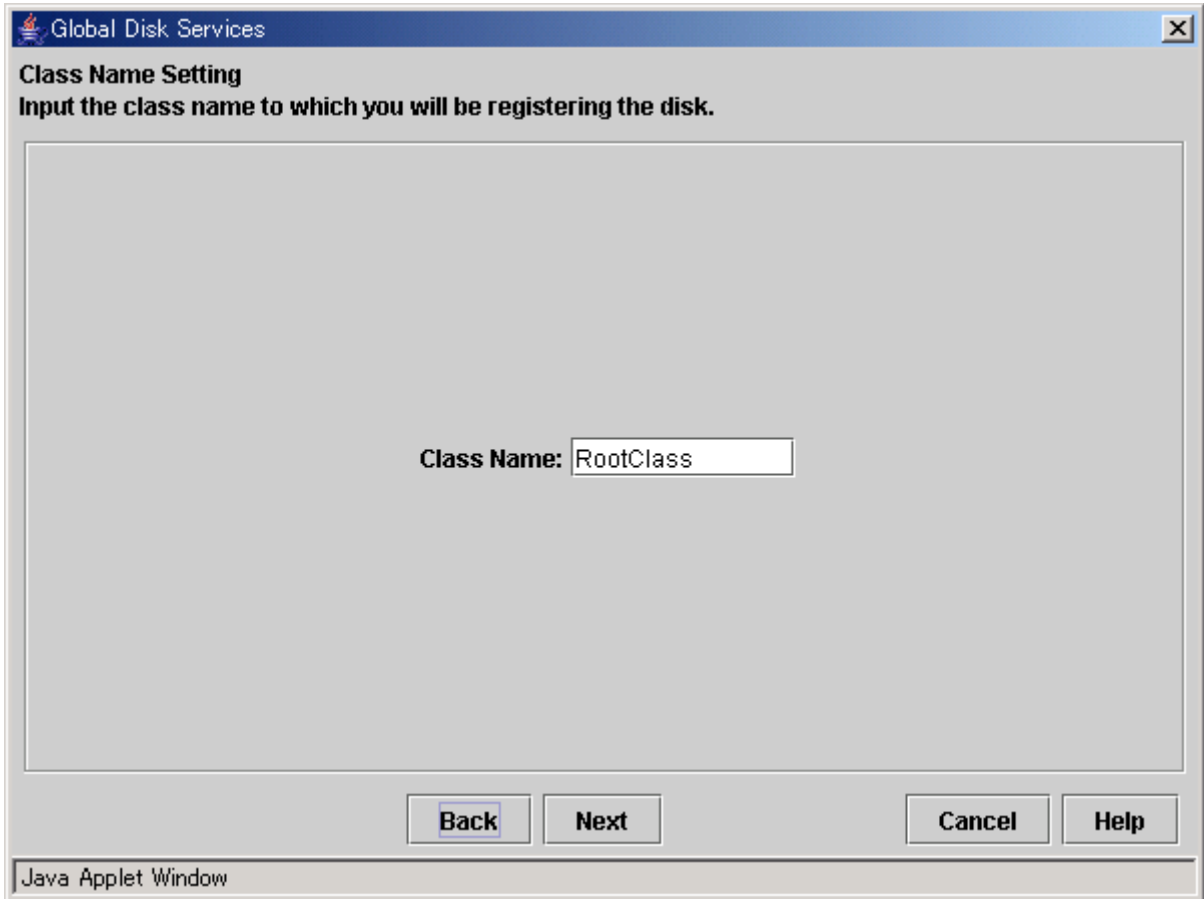 Global Disk Services
Class Name Setting
Input the class name to which you will be registering the disk.
Class Name: RootClass
Back Next Cancel Help
Java Applet Window